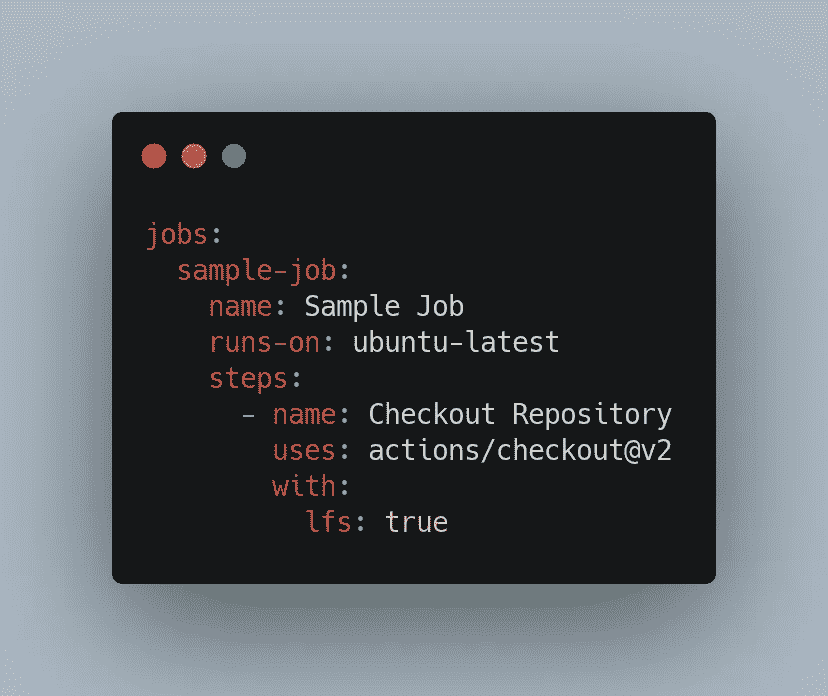 jobs:
  sample-job:
    name: Sample Job
    runs-on: ubuntu-latest
    steps:
      - name: Checkout Repository
        uses: actions/checkout@v2
        with:
          lfs: true